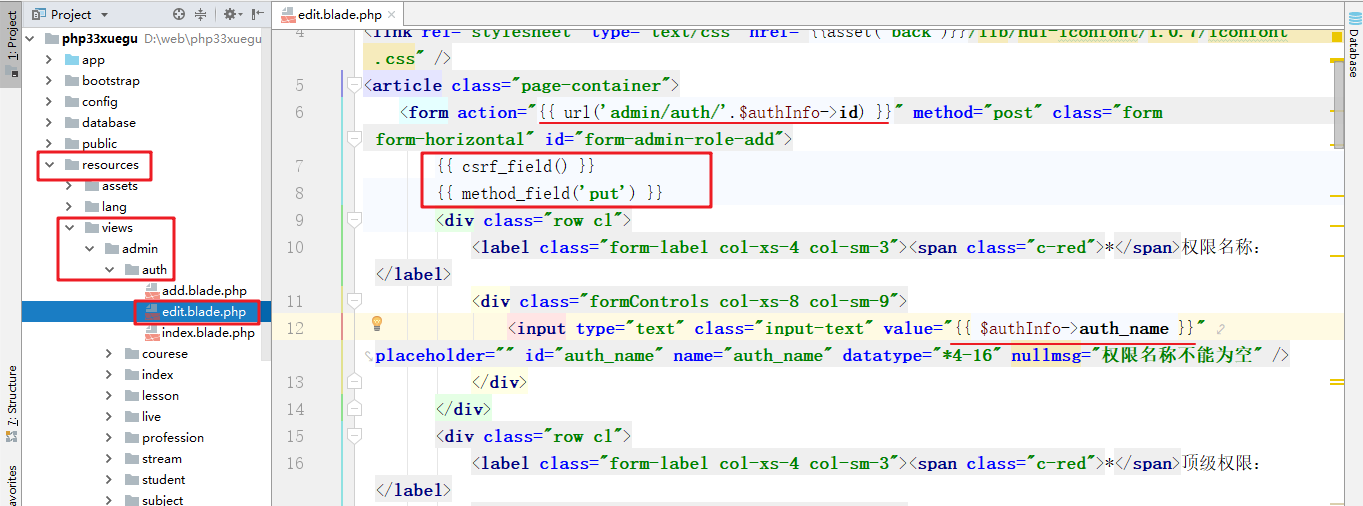 Project
edit.blade.php
1: Project
7: Structure
avorites
Database
php33xuegu D:\web\php33xuegu
app
bootstrap
config
database
public
resources
assets
lang
views
admin
auth
add.blade.php
edit.blade.php
index.blade.php
courese
index
lesson
live
profession
stream
student
subject
4 <link rel="stylesheet" type="text/css" href="{{asset('back')}}/lib/Hui-iconfont/1.0.7/iconfont
.css" />
5 <article class="page-container">
6 <form action="{{ url('admin/auth/'.$authInfo->id) }}" method="post" class="form
form-horizontal" id="form-admin-role-add">
7 {{ csrf_field() }}
8 {{ method_field('put') }}
9 <div class="row cl">
10 <label class="form-label col-xs-4 col-sm-3"><span class="c-red">*</span>权限名称：
</label>
11 <div class="formControls col-xs-8 col-sm-9">
12 <input type="text" class="input-text" value="{{ $authInfo->auth_name }}"
placeholder="" id="auth_name" name="auth_name" datatype="*4-16" nullmsg="权限名称不能为空" />
13 </div>
14 </div>
15 <div class="row cl">
16 <label class="form-label col-xs-4 col-sm-3"><span class="c-red">*</span>顶级权限：
</label>